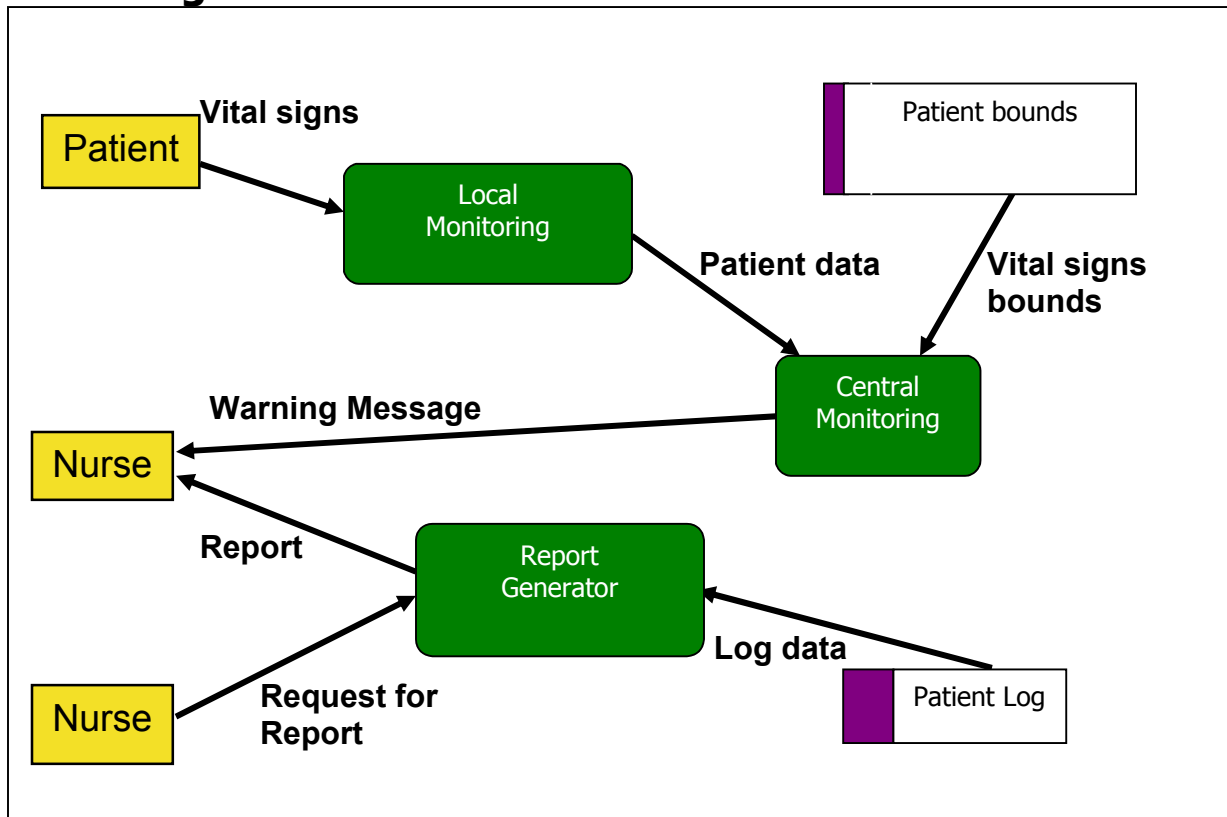 Vital signs
Patient
Patient bounds
Local
Monitoring
Patient data
Vital signs
bounds
Central
Monitoring
Warning Message
Nurse
Report
Report
Generator
Log data
Nurse
Request for
Report
Patient Log